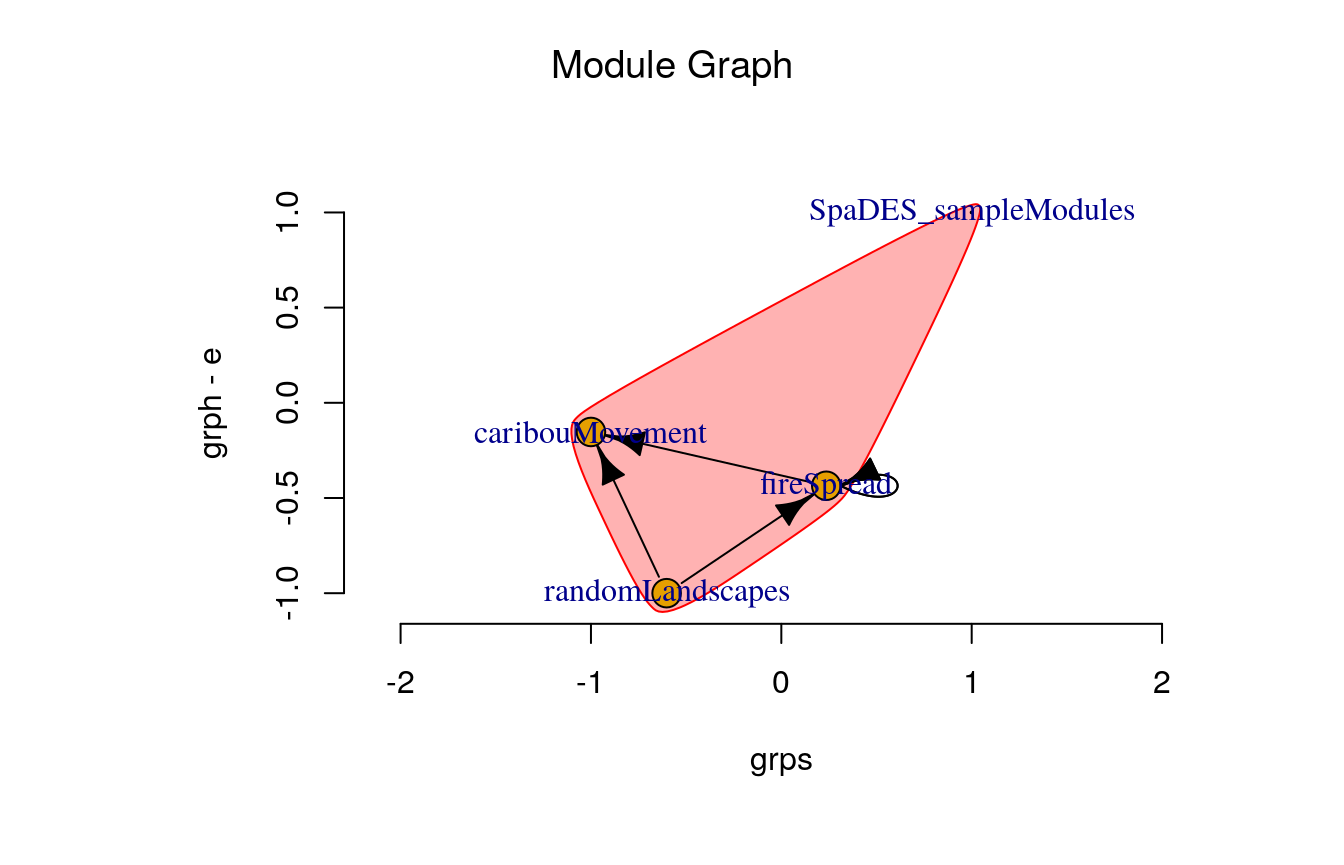 Module Graph
SpaDES_sampleModules
caribouMovement
fireSpread
randomLandscapes
grph - e
1.0
0.5
0.0
-0.5
-1.0
-2 -1 0 1 2
grps